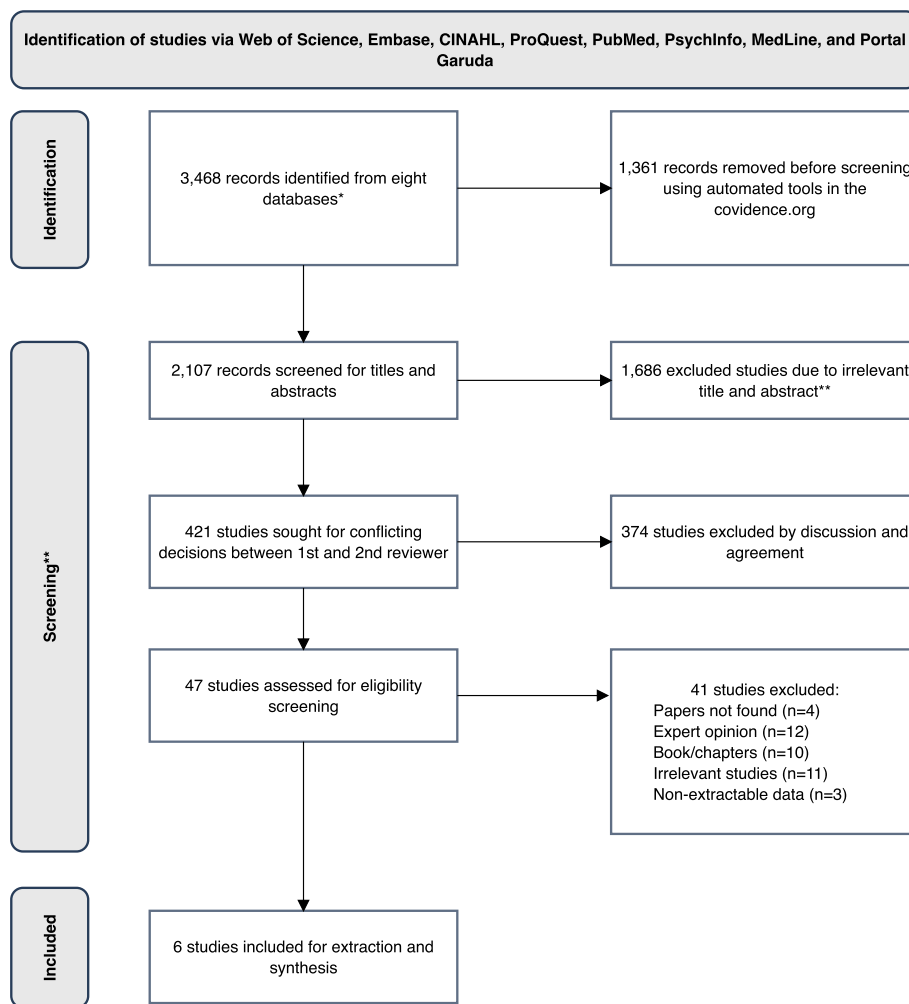 Identification of studies via Web of Science, Embase, CINAHL, ProQuest, PubMed, PsychInfo, MedLine, and Portal
Garuda
Identification
3,468 records identified from eight
databases*
1,361 records removed before screening
using automated tools in the
covidence.org
Screening**
2,107 records screened for titles and
abstracts
1,686 excluded studies due to irrelevant
title and abstract**
421 studies sought for conflicting
decisions between 1st and 2nd reviewer
374 studies excluded by discussion and
agreement
47 studies assessed for eligibility
screening
41 studies excluded:
Papers not found (n=4)
Expert opinion (n=12)
Book/chapters (n=10)
Irrelevant studies (n=11)
Non-extractable data (n=3)
Included
6 studies included for extraction and
synthesis